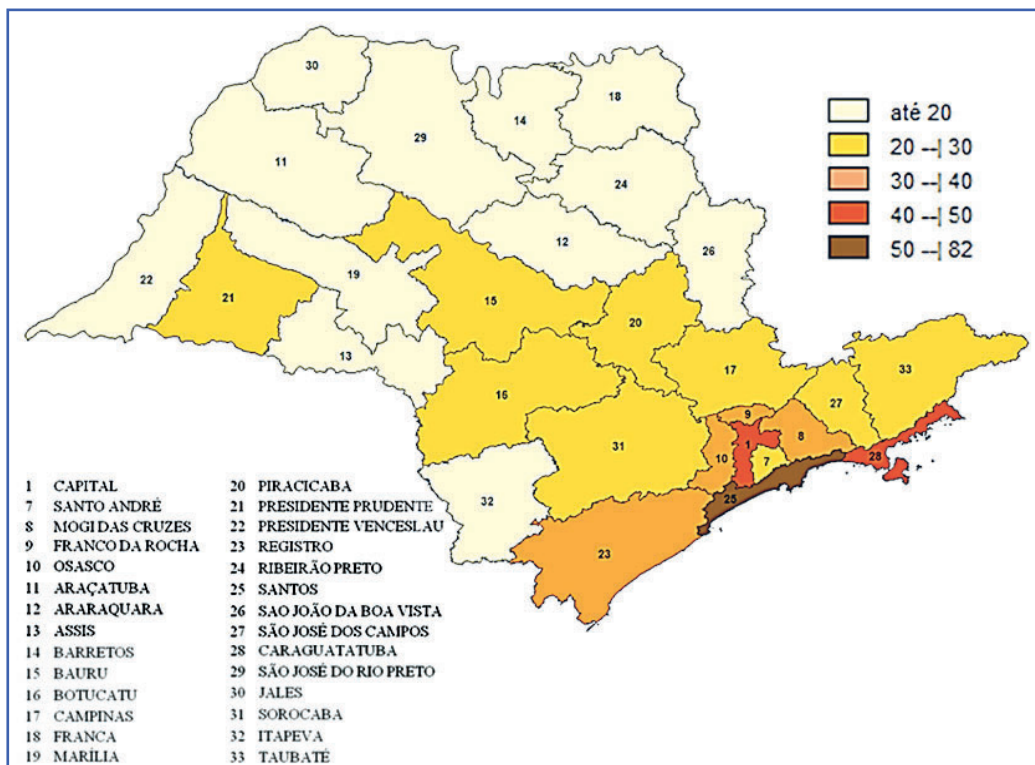 30
18
14
29
11
24
12
26
22
19
21
15
20
13
17
33
16
27
9
8
1
31
10
7
28
25
32
23
até 20
20 --| 30
30 --| 40
40 --| 50
50 --| 82
1 CAPITAL
7 SANTO ANDRÉ
8 MOGI DAS CRUZES
9 FRANCO DA ROCHA
10 OSASCO
11 ARAÇATUBA
12 ARARAQUARA
13 ASSIS
14 BARRETOS
15 BAURU
16 BOTUCATU
17 CAMPINAS
18 FRANCA
19 MARÍLIA
20 PIRACICABA
21 PRESIDENTE PRUDENTE
22 PRESIDENTE VENCESLAU
23 REGISTRO
24 RIBEIRÃO PRETO
25 SANTOS
26 SAO JOÃO DA BOA VISTA
27 SÃO JOSÉ DOS CAMPOS
28 CARAGUATATUBA
29 SÃO JOSÉ DO RIO PRETO
30 JALES
31 SOROCABA
32 ITAPEVA
33 TAUBATÉ